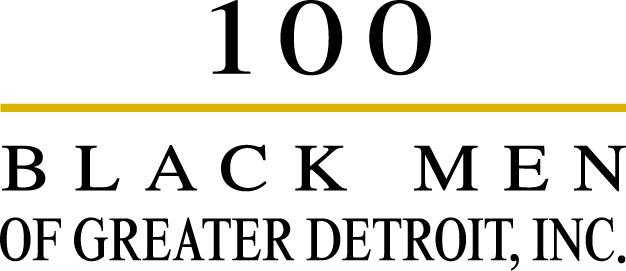 100
BLACK MEN
OF GREATER DETROIT, INC.